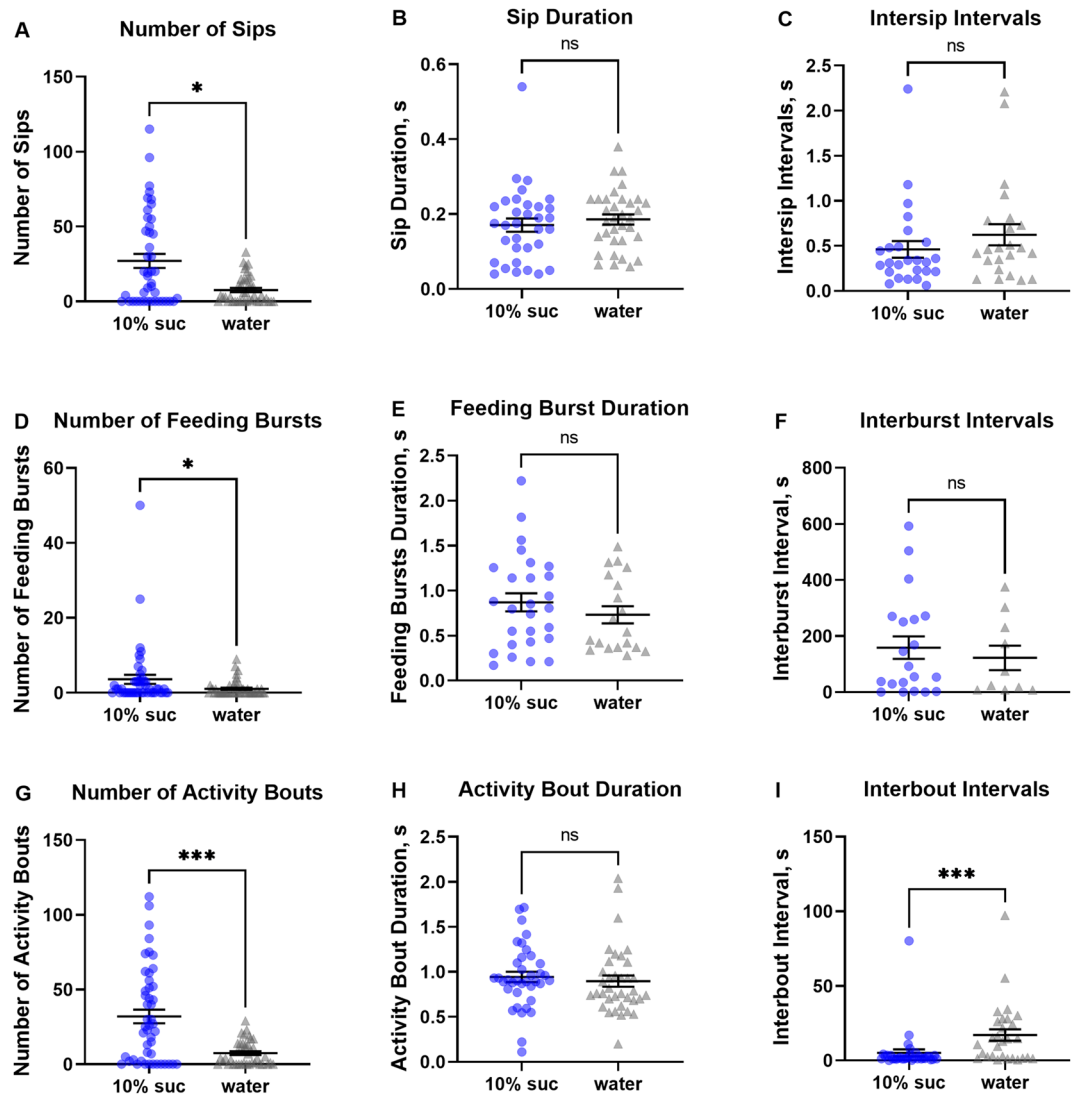 A
Number of Sips
Number of Sips
150
100
50
0
*
10% suc
water
B
Sip Duration
Sip Duration, s
0.6
0.4
0.2
0.0
ns
10% suc
water
C
Intersip Intervals
Intersip Intervals, s
2.5
2.0
1.5
1.0
0.5
0.0
ns
10% suc
water
D
Number of Feeding Bursts
Number of Feeding Bursts
60
40
20
0
*
10% suc
water
E
Feeding Burst Duration
Feeding Bursts Duration, s
2.5
2.0
1.5
1.0
0.5
0.0
ns
10% suc
water
F
Interburst Intervals
Interburst Interval, s
800
600
400
200
0
ns
10% suc
water
G
Number of Activity Bouts
Number of Activity Bouts
150
100
50
0
***
10% suc
water
H
Activity Bout Duration
Activity Bout Duration, s
2.5
2.0
1.5
1.0
0.5
0.0
ns
10% suc
water
I
Interbout Intervals
Interbout Interval, s
150
100
50
0
***
10% suc
water